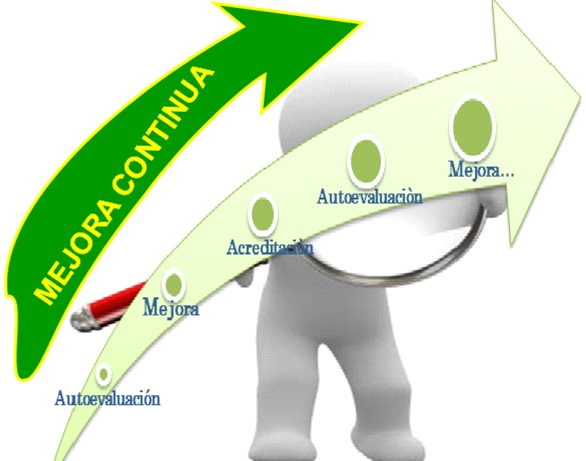 MEJORA CONTINUA
Autoevaluación
Mejora
Acreditación
Autoevaluaciòn
Mejora...